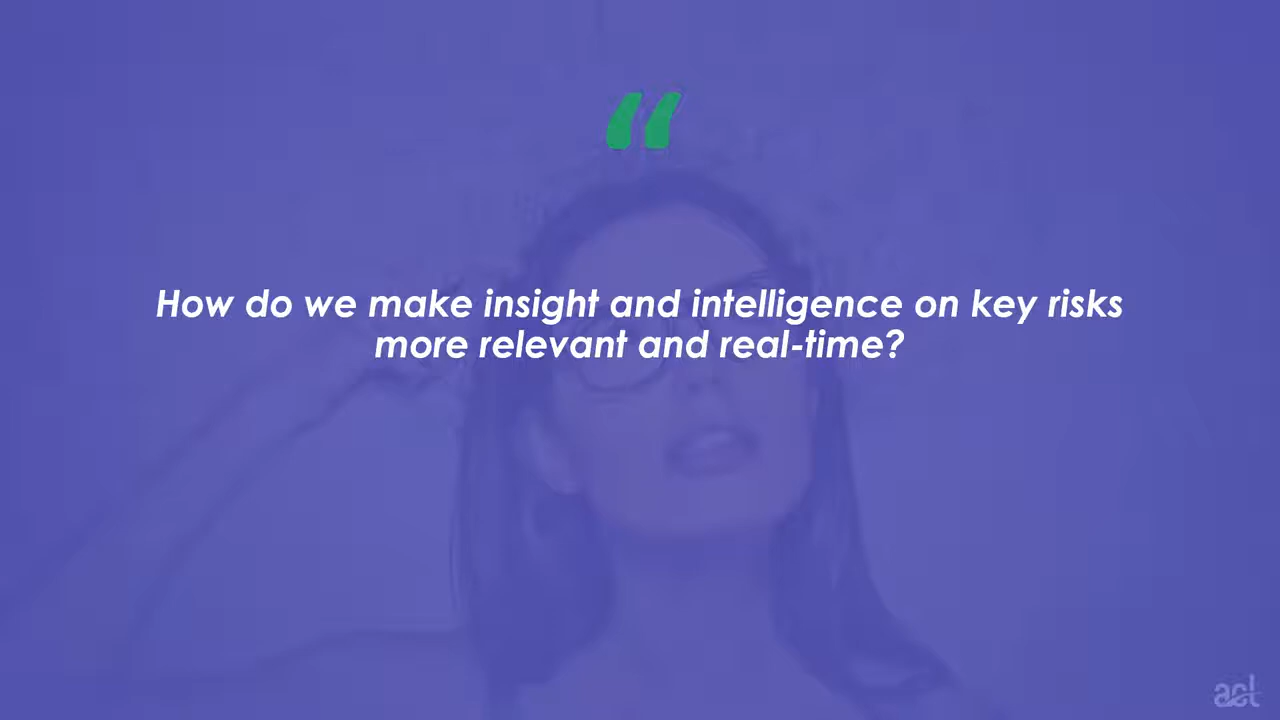 “
How do we make insight and intelligence on key risks
more relevant and real-time?
acl